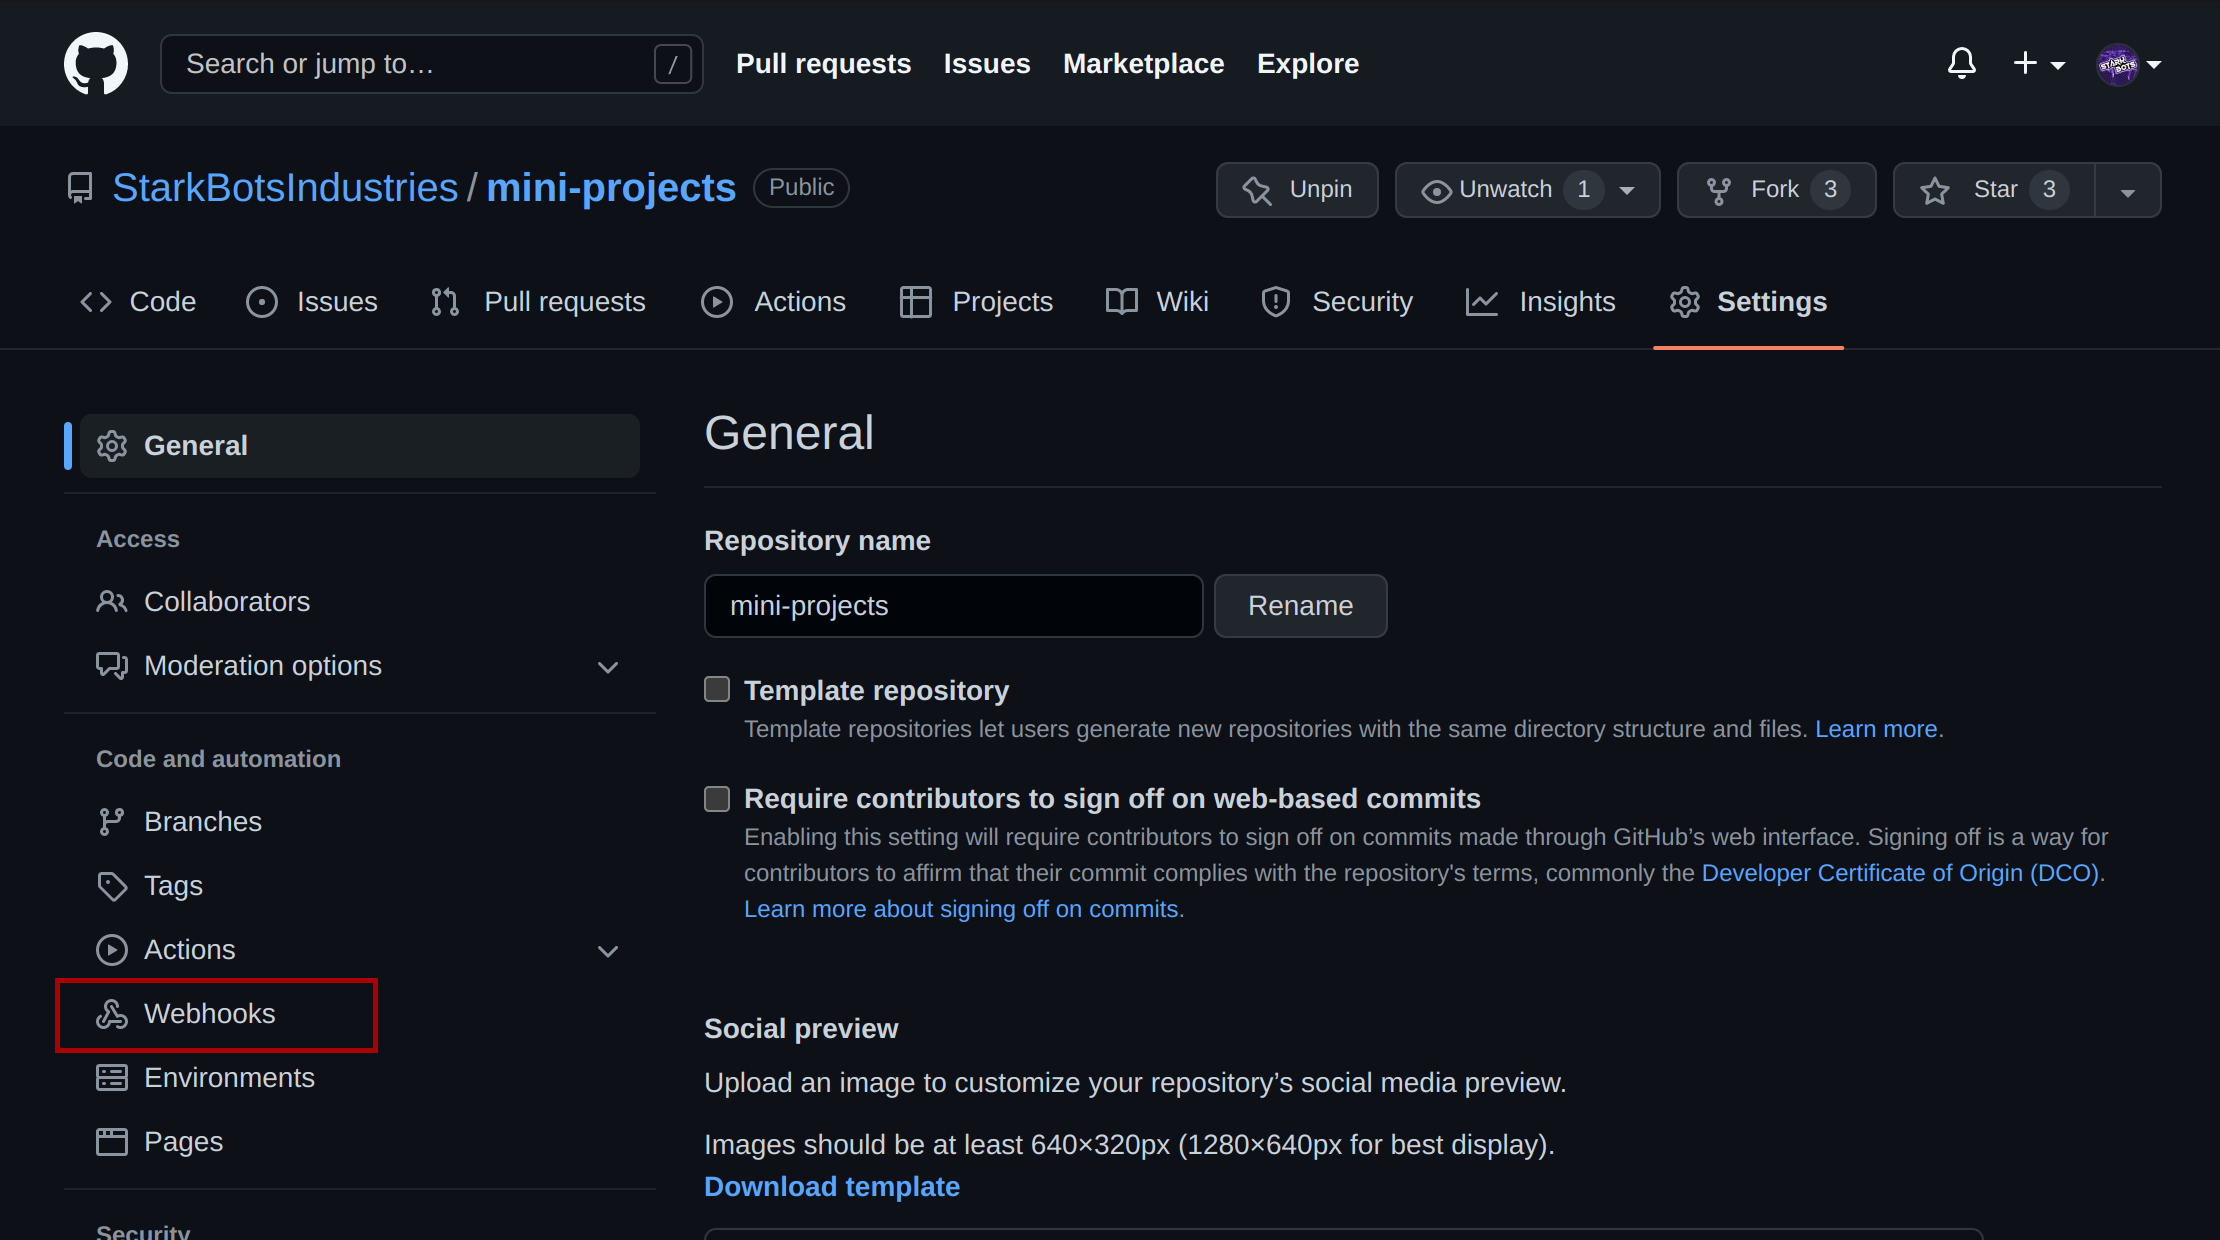 Search or jump to… /
Pull requests Issues Marketplace Explore
STARK BOTS
StarkBotsIndustries / mini-projects Public
Unpin Unwatch 1 Fork 3 Star 3
Code Issues Pull requests Actions Projects Wiki Security Insights Settings
General
Access
Collaborators
Moderation options
Code and automation
Branches
Tags
Actions
Webhooks
Environments
Pages
Security
General
Repository name
mini-projects Rename
Template repository
Template repositories let users generate new repositories with the same directory structure and files. Learn more.
Require contributors to sign off on web-based commits
Enabling this setting will require contributors to sign off on commits made through GitHub’s web interface. Signing off is a way for
contributors to affirm that their commit complies with the repository's terms, commonly the Developer Certificate of Origin (DCO).
Learn more about signing off on commits.
Social preview
Upload an image to customize your repository’s social media preview.
Images should be at least 640×320px (1280×640px for best display).
Download template